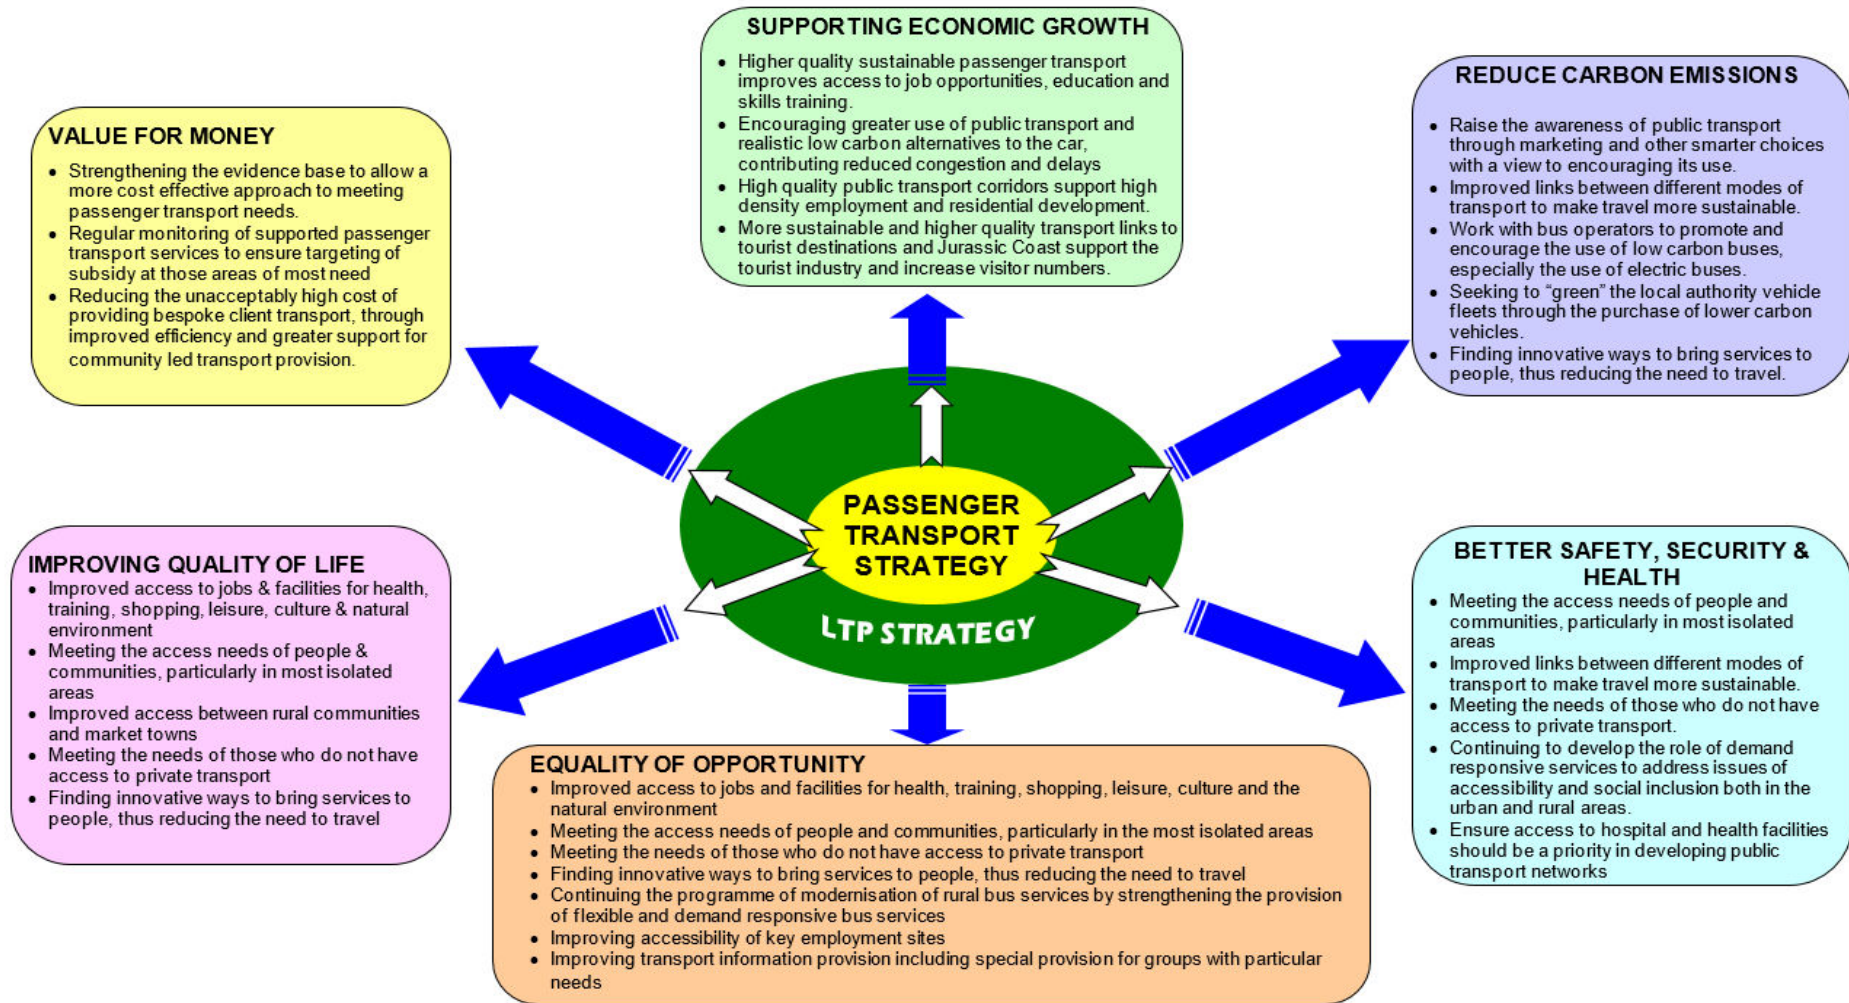 SUPPORTING ECONOMIC GROWTH
• Higher quality sustainable passenger transport
improves access to job opportunities, education and
skills training.
• Encouraging greater use of public transport and
realistic low carbon alternatives to the car,
contributing reduced congestion and delays
• High quality public transport corridors support high
density employment and residential development.
• More sustainable and higher quality transport links to
tourist destinations and Jurassic Coast support the
tourist industry and increase visitor numbers.
VALUE FOR MONEY
• Strengthening the evidence base to allow a
more cost effective approach to meeting
passenger transport needs.
• Regular monitoring of supported passenger
transport services to ensure targeting of
subsidy at those areas of most need
• Reducing the unacceptably high cost of
providing bespoke client transport, through
improved efficiency and greater support for
community led transport provision.
REDUCE CARBON EMISSIONS
• Raise the awareness of public transport
through marketing and other smarter choices
with a view to encouraging its use.
• Improved links between different modes of
transport to make travel more sustainable.
• Work with bus operators to promote and
encourage the use of low carbon buses,
especially the use of electric buses.
• Seeking to “green” the local authority vehicle
fleets through the purchase of lower carbon
vehicles.
• Finding innovative ways to bring services to
people, thus reducing the need to travel.
PASSENGER
TRANSPORT
STRATEGY
LTP STRATEGY
IMPROVING QUALITY OF LIFE
• Improved access to jobs & facilities for health,
training, shopping, leisure, culture & natural
environment
• Meeting the access needs of people &
communities, particularly in most isolated
areas
• Improved access between rural communities
and market towns
• Meeting the needs of those who do not have
access to private transport
• Finding innovative ways to bring services to
people, thus reducing the need to travel
BETTER SAFETY, SECURITY &
HEALTH
• Meeting the access needs of people and
communities, particularly in most isolated
areas
• Improved links between different modes of
transport to make travel more sustainable.
• Meeting the needs of those who do not have
access to private transport.
• Continuing to develop the role of demand
responsive services to address issues of
accessibility and social inclusion both in the
urban and rural areas.
• Ensure access to hospital and health facilities
should be a priority in developing public
transport networks
EQUALITY OF OPPORTUNITY
• Improved access to jobs and facilities for health, training, shopping, leisure, culture and the
natural environment
• Meeting the access needs of people and communities, particularly in the most isolated areas
• Meeting the needs of those who do not have access to private transport
• Finding innovative ways to bring services to people, thus reducing the need to travel
• Continuing the programme of modernisation of rural bus services by strengthening the provision
of flexible and demand responsive bus services
• Improving accessibility of key employment sites
• Improving transport information provision including special provision for groups with particular
needs